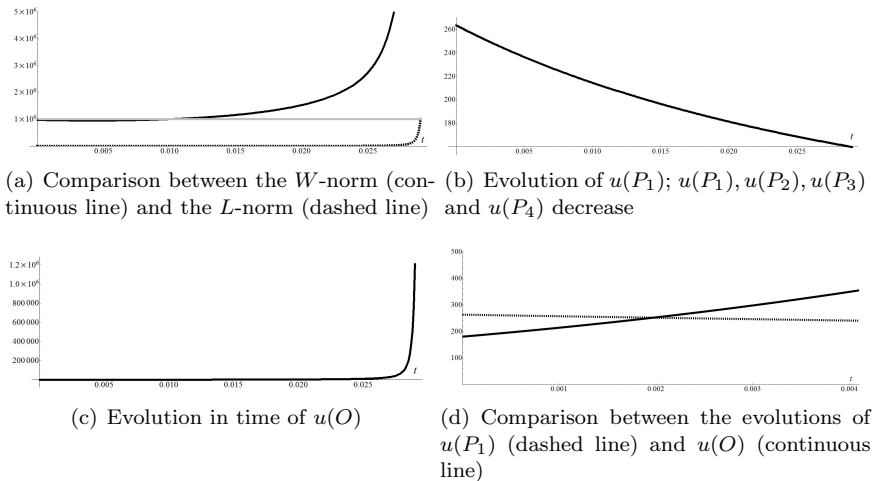 5×10⁶
4×10⁶
3×10⁶
2×10⁶
1×10⁶
0.005 0.010 0.015 0.020 0.025 t
260
240
220
200
180
0.005 0.010 0.015 0.020 0.025 t
(a) Comparison between the W-norm (con-
tinuous line) and the L-norm (dashed line)
(b) Evolution of u(P₁); u(P₁), u(P₂), u(P₃)
and u(P₄) decrease
1.2×10⁶
1.0×10⁶
800 000
600 000
400 000
200 000
0.005 0.010 0.015 0.020 0.025 t
500
400
300
200
100
0.001 0.002 0.003 0.004 t
(c) Evolution in time of u(O)
(d) Comparison between the evolutions of
u(P₁) (dashed line) and u(O) (continuous
line)